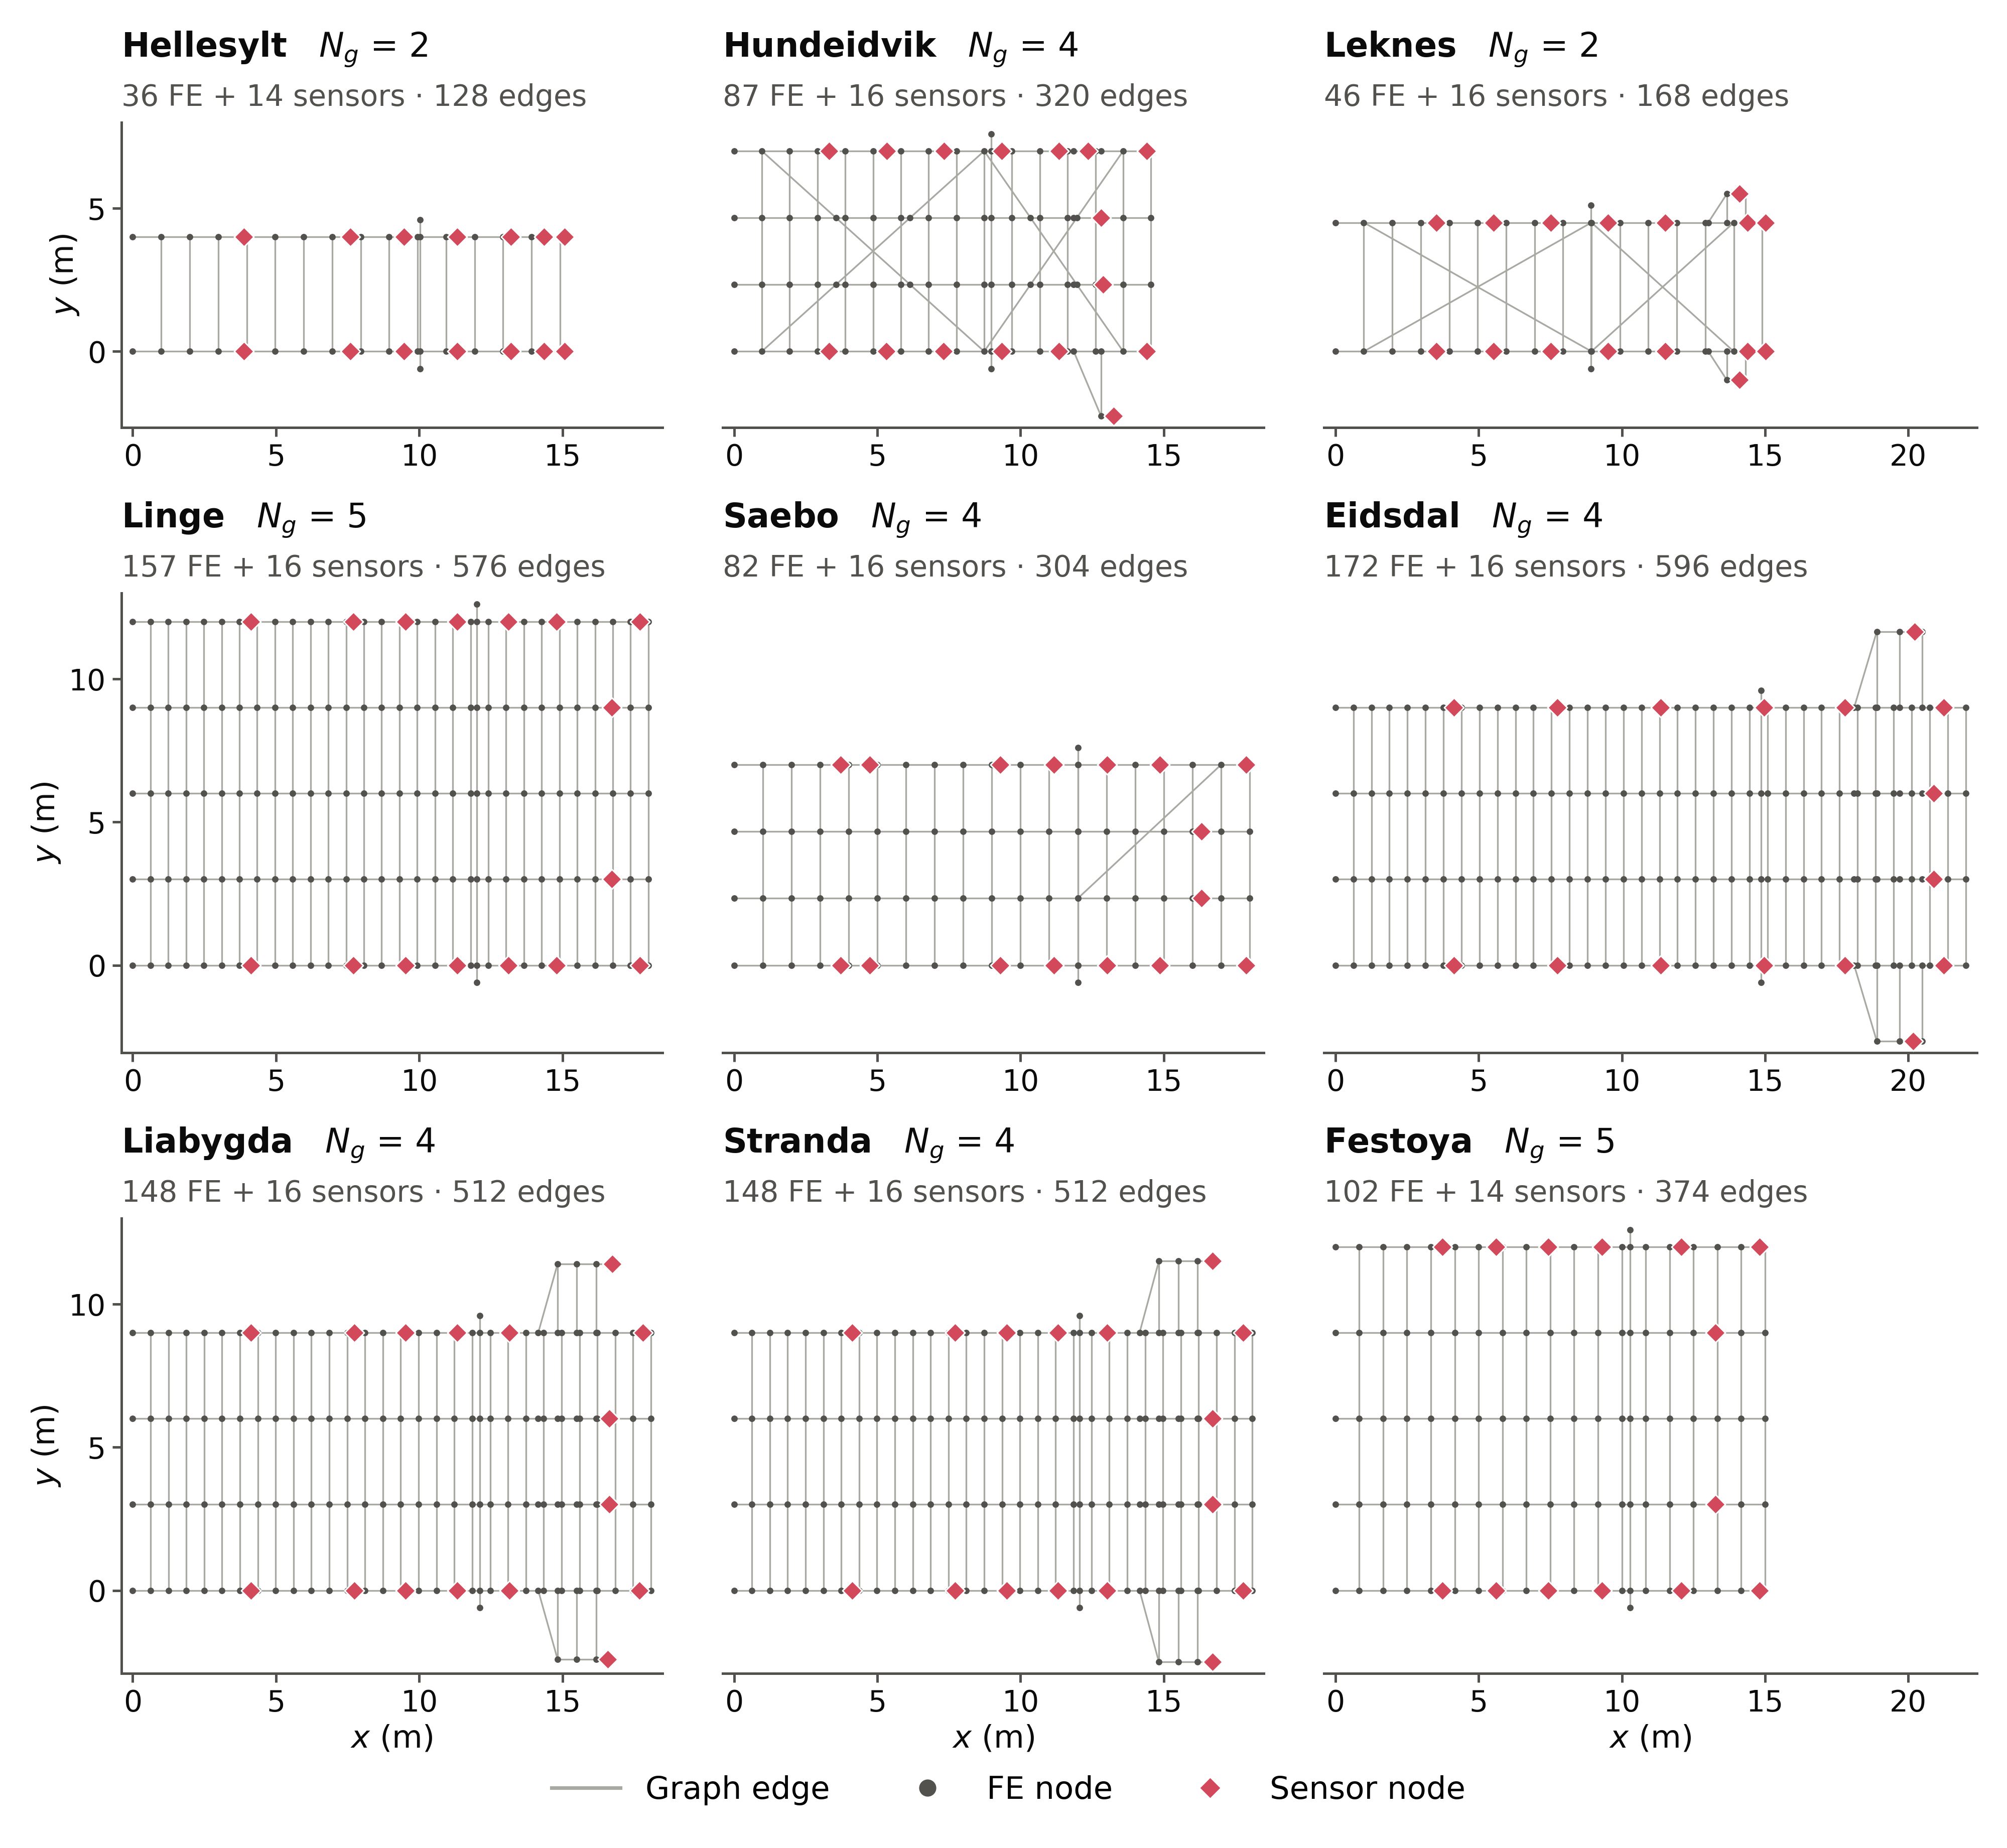 Hellesylt N_g = 2
36 FE + 14 sensors · 128 edges
Hundeidvik N_g = 4
87 FE + 16 sensors · 320 edges
Leknes N_g = 2
46 FE + 16 sensors · 168 edges
y (m)
5
0
0 5 10 15
0 5 10 15
0 5 10 15 20
Linge N_g = 5
157 FE + 16 sensors · 576 edges
Saebo N_g = 4
82 FE + 16 sensors · 304 edges
Eidsdal N_g = 4
172 FE + 16 sensors · 596 edges
y (m)
10
5
0
0 5 10 15
0 5 10 15
0 5 10 15 20
Liabygda N_g = 4
148 FE + 16 sensors · 512 edges
Stranda N_g = 4
148 FE + 16 sensors · 512 edges
Festoya N_g = 5
102 FE + 14 sensors · 374 edges
y (m)
10
5
0
0 5 10 15
x (m)
0 5 10 15
x (m)
0 5 10 15 20
x (m)
Graph edge FE node Sensor node